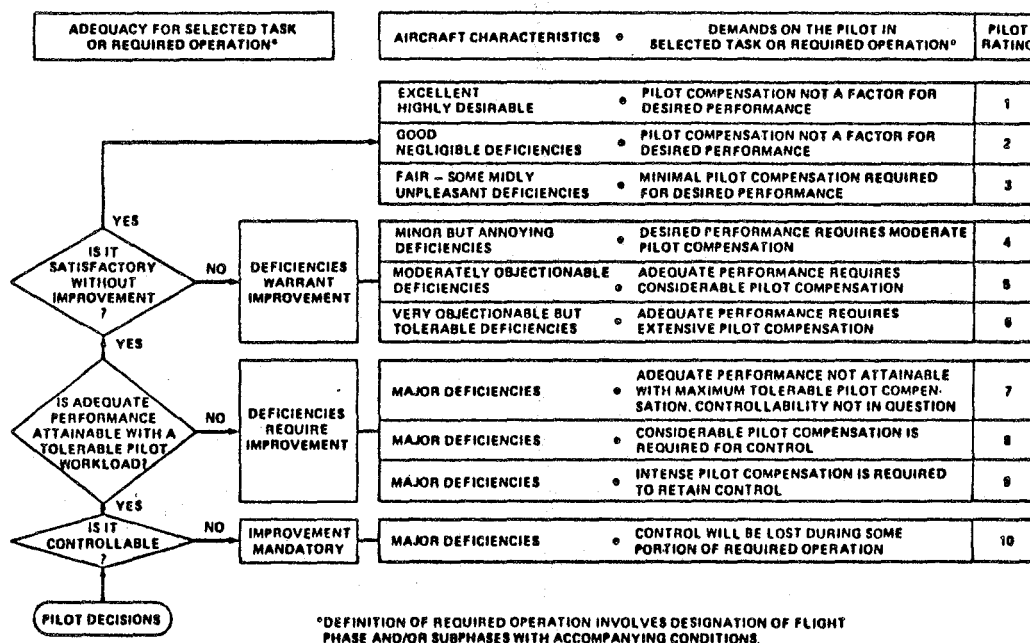 ADEQUACY FOR SELECTED TASK
OR REQUIRED OPERATION*
AIRCRAFT CHARACTERISTICS •
DEMANDS ON THE PILOT IN
SELECTED TASK OR REQUIRED OPERATION*
PILOT
RATING
EXCELLENT
HIGHLY DESIRABLE
• PILOT COMPENSATION NOT A FACTOR FOR
DESIRED PERFORMANCE
1
GOOD
NEGLIGIBLE DEFICIENCIES
• PILOT COMPENSATION NOT A FACTOR FOR
DESIRED PERFORMANCE
2
FAIR – SOME MIDLY
UNPLEASANT DEFICIENCIES
• MINIMAL PILOT COMPENSATION REQUIRED
FOR DESIRED PERFORMANCE
3
YES
IS IT
SATISFACTORY
WITHOUT
IMPROVEMENT
?
NO
DEFICIENCIES
WARRANT
IMPROVEMENT
MINOR BUT ANNOYING
DEFICIENCIES
• DESIRED PERFORMANCE REQUIRES MODERATE
PILOT COMPENSATION
4
MODERATELY OBJECTIONABLE
DEFICIENCIES
• ADEQUATE PERFORMANCE REQUIRES
CONSIDERABLE PILOT COMPENSATION
5
VERY OBJECTIONABLE BUT
TOLERABLE DEFICIENCIES
• ADEQUATE PERFORMANCE REQUIRES
EXTENSIVE PILOT COMPENSATION
6
YES
IS ADEQUATE
PERFORMANCE
ATTAINABLE WITH A
TOLERABLE PILOT
WORKLOAD?
NO
DEFICIENCIES
REQUIRE
IMPROVEMENT
MAJOR DEFICIENCIES
• ADEQUATE PERFORMANCE NOT ATTAINABLE
WITH MAXIMUM TOLERABLE PILOT COMPEN-
SATION. CONTROLLABILITY NOT IN QUESTION
7
MAJOR DEFICIENCIES
• CONSIDERABLE PILOT COMPENSATION IS
REQUIRED FOR CONTROL
8
MAJOR DEFICIENCIES
• INTENSE PILOT COMPENSATION IS REQUIRED
TO RETAIN CONTROL
9
YES
IS IT
CONTROLLABLE
?
NO
IMPROVEMENT
MANDATORY
MAJOR DEFICIENCIES
• CONTROL WILL BE LOST DURING SOME
PORTION OF REQUIRED OPERATION
10
PILOT DECISIONS
*DEFINITION OF REQUIRED OPERATION INVOLVES DESIGNATION OF FLIGHT
PHASE AND/OR SUBPHASES WITH ACCOMPANYING CONDITIONS.